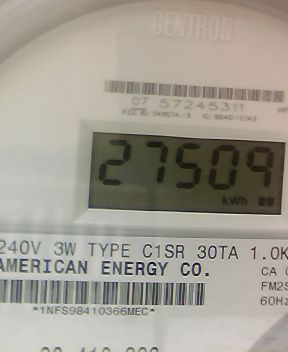 CENTRON
07 57245311
27509
kWh 88
240V 3W TYPE C1SR 30TA 1.0K
AMERICAN ENERGY CO.
CA
FM2S
60Hz
*1NFS98410366MEC*